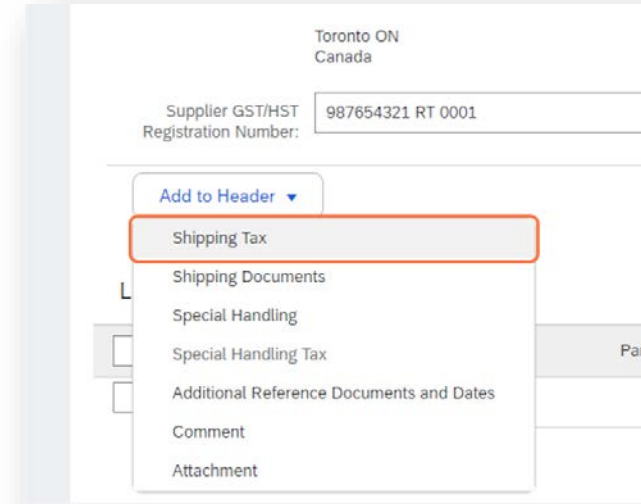 Toronto ON
Canada
Supplier GST/HST
Registration Number:
987654321 RT 0001
Add to Header
Shipping Tax
Shipping Documents
Special Handling
Special Handling Tax
Additional Reference Documents and Dates
Comment
Attachment